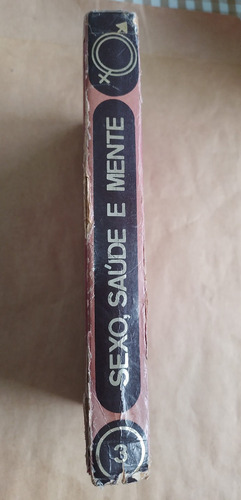 SEXO, SAÚDE E MENTE
3